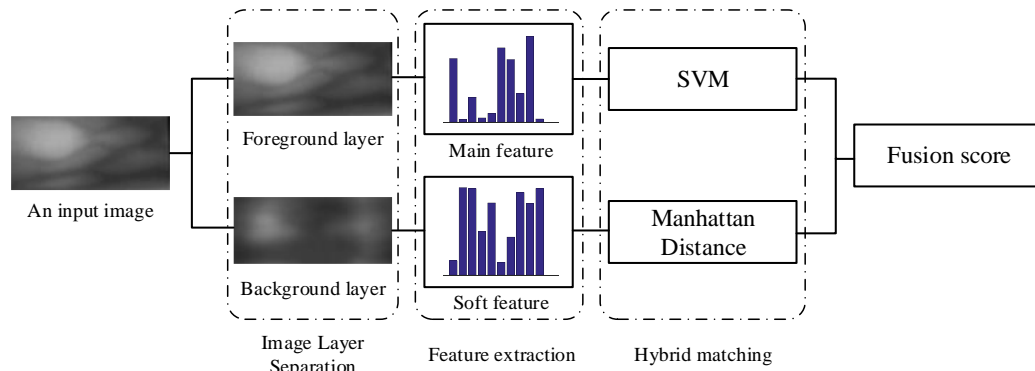 An input image
Foreground layer
Background layer
Image Layer
Separation
Main feature
Soft feature
Feature extraction
SVM
Manhattan
Distance
Hybrid matching
Fusion score